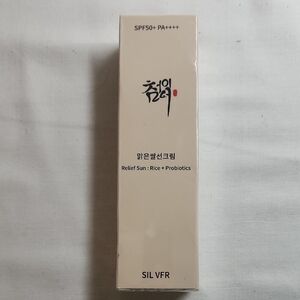 SPF50+ PA++++
맑은쌀선크림
Relief Sun : Rice + Probiotics
SIL VFR